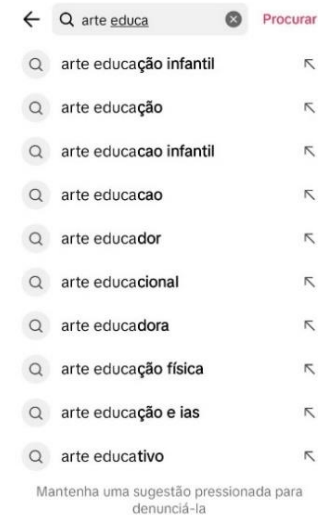 arte educa Procurar
arte educação infantil
arte educação
arte educacao infantil
arte educacao
arte educador
arte educacional
arte educadora
arte educação física
arte educação e ias
arte educativo
Mantenha uma sugestão pressionada para
denunciá-la